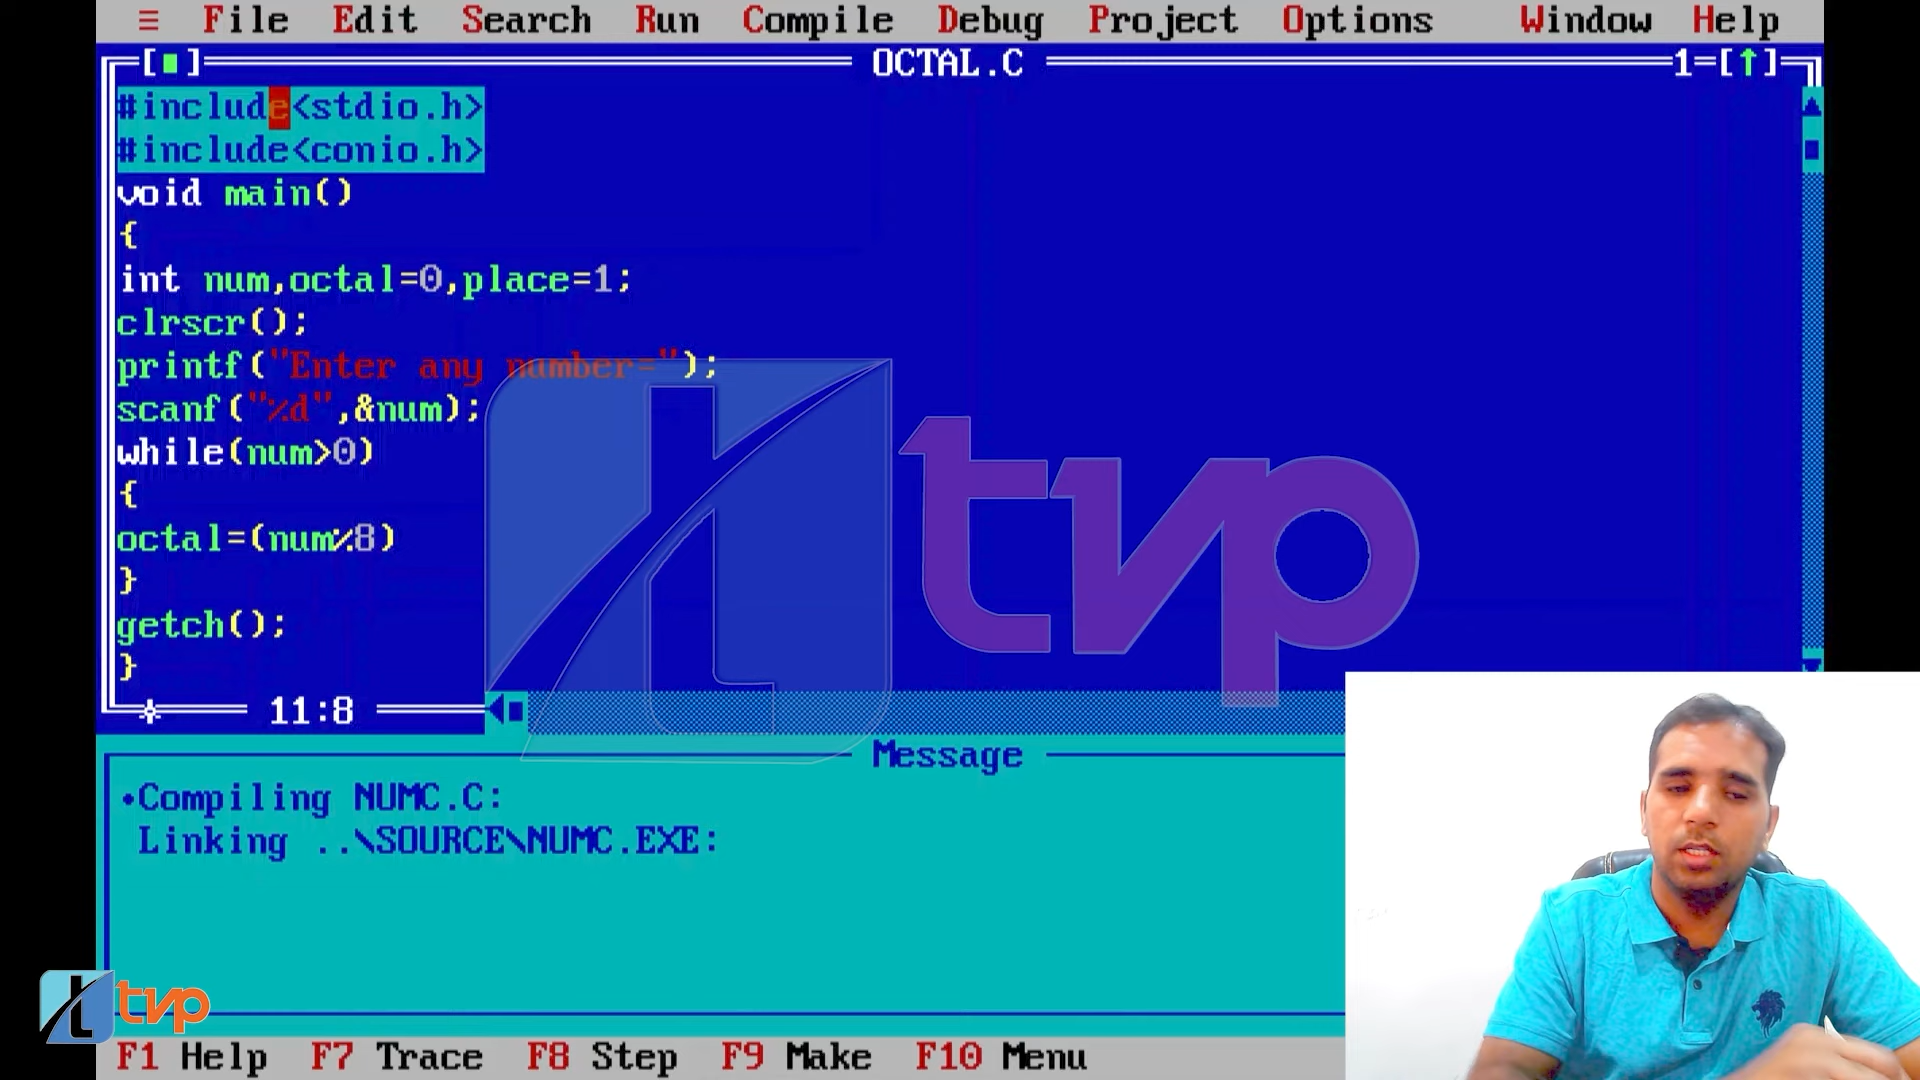 ≡ File Edit Search Run Compile Debug Project Options Window Help
[■] OCTAL.C 1=[↑]
#include<stdio.h>
#include<conio.h>
void main()
{
int num,octal=0,place=1;
clrscr();
printf("Enter any number=");
scanf("%d",&num);
while(num>0)
{
octal=(num%8)
}
getch();
}
11:8
tvp
Message
•Compiling NUMC.C:
Linking ..\SOURCE\NUMC.EXE:
tvp
F1 Help F7 Trace F8 Step F9 Make F10 Menu